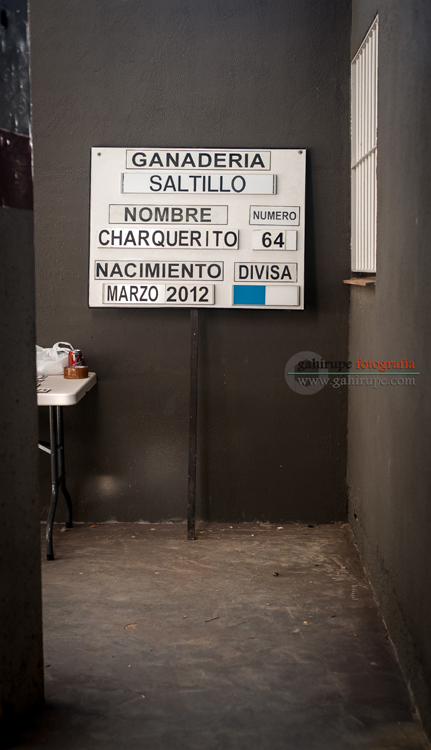 GANADERIA
SALTILLO
NOMBRE NUMERO
CHARQUERITO 64
NACIMIENTO DIVISA
MARZO 2012
gahirupe fotografía
www.gahirupe.com